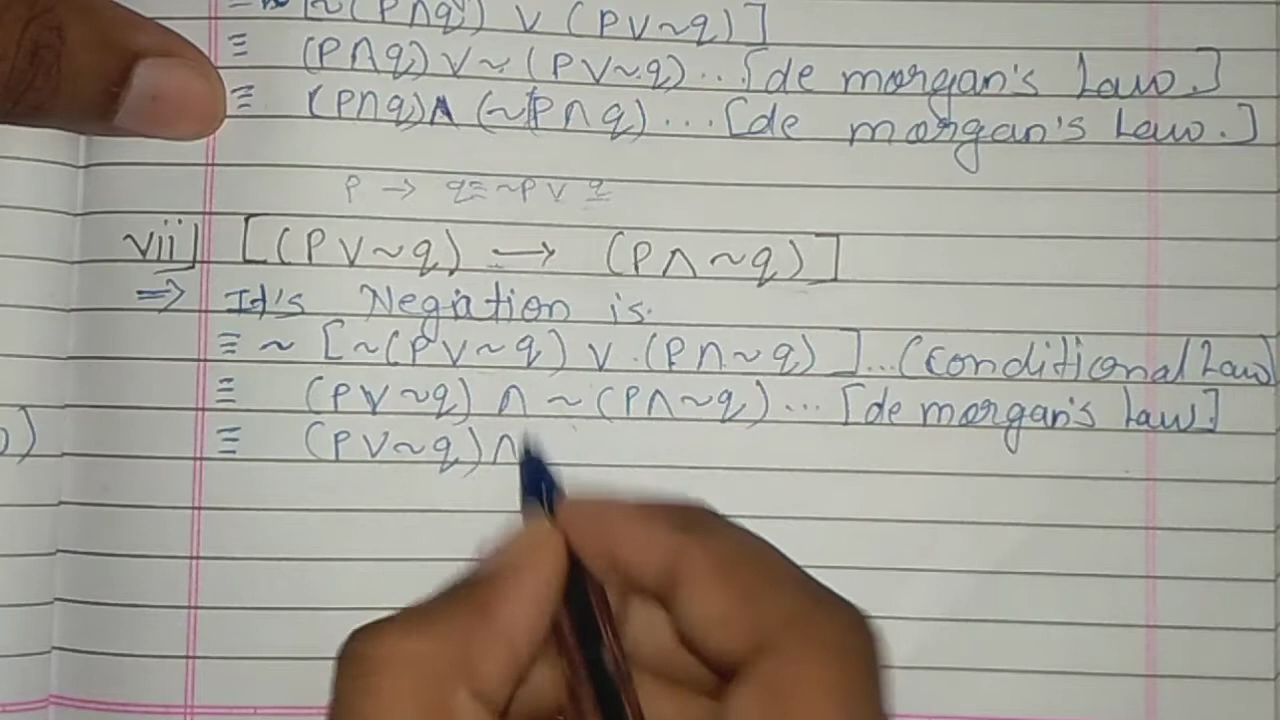 [~(P∧q) ∨ (P∨~q)]
≡ (P∧q) ∨ ~(P∨~q)...[de morgan's Law.]
≡ (P∧q)∧(~P∧q)...[de morgan's Law.]
P → q≡~P∨q
vii] [(P∨~q) → (P∧~q)]
⇒ It's Negation is.
≡ ~[~(P∨~q) ∨ (P∧~q)]...(Conditional Law
≡ (P∨~q) ∧ ~(P∧~q)...[de morgan's Law]
≡ (P∨~q)∧